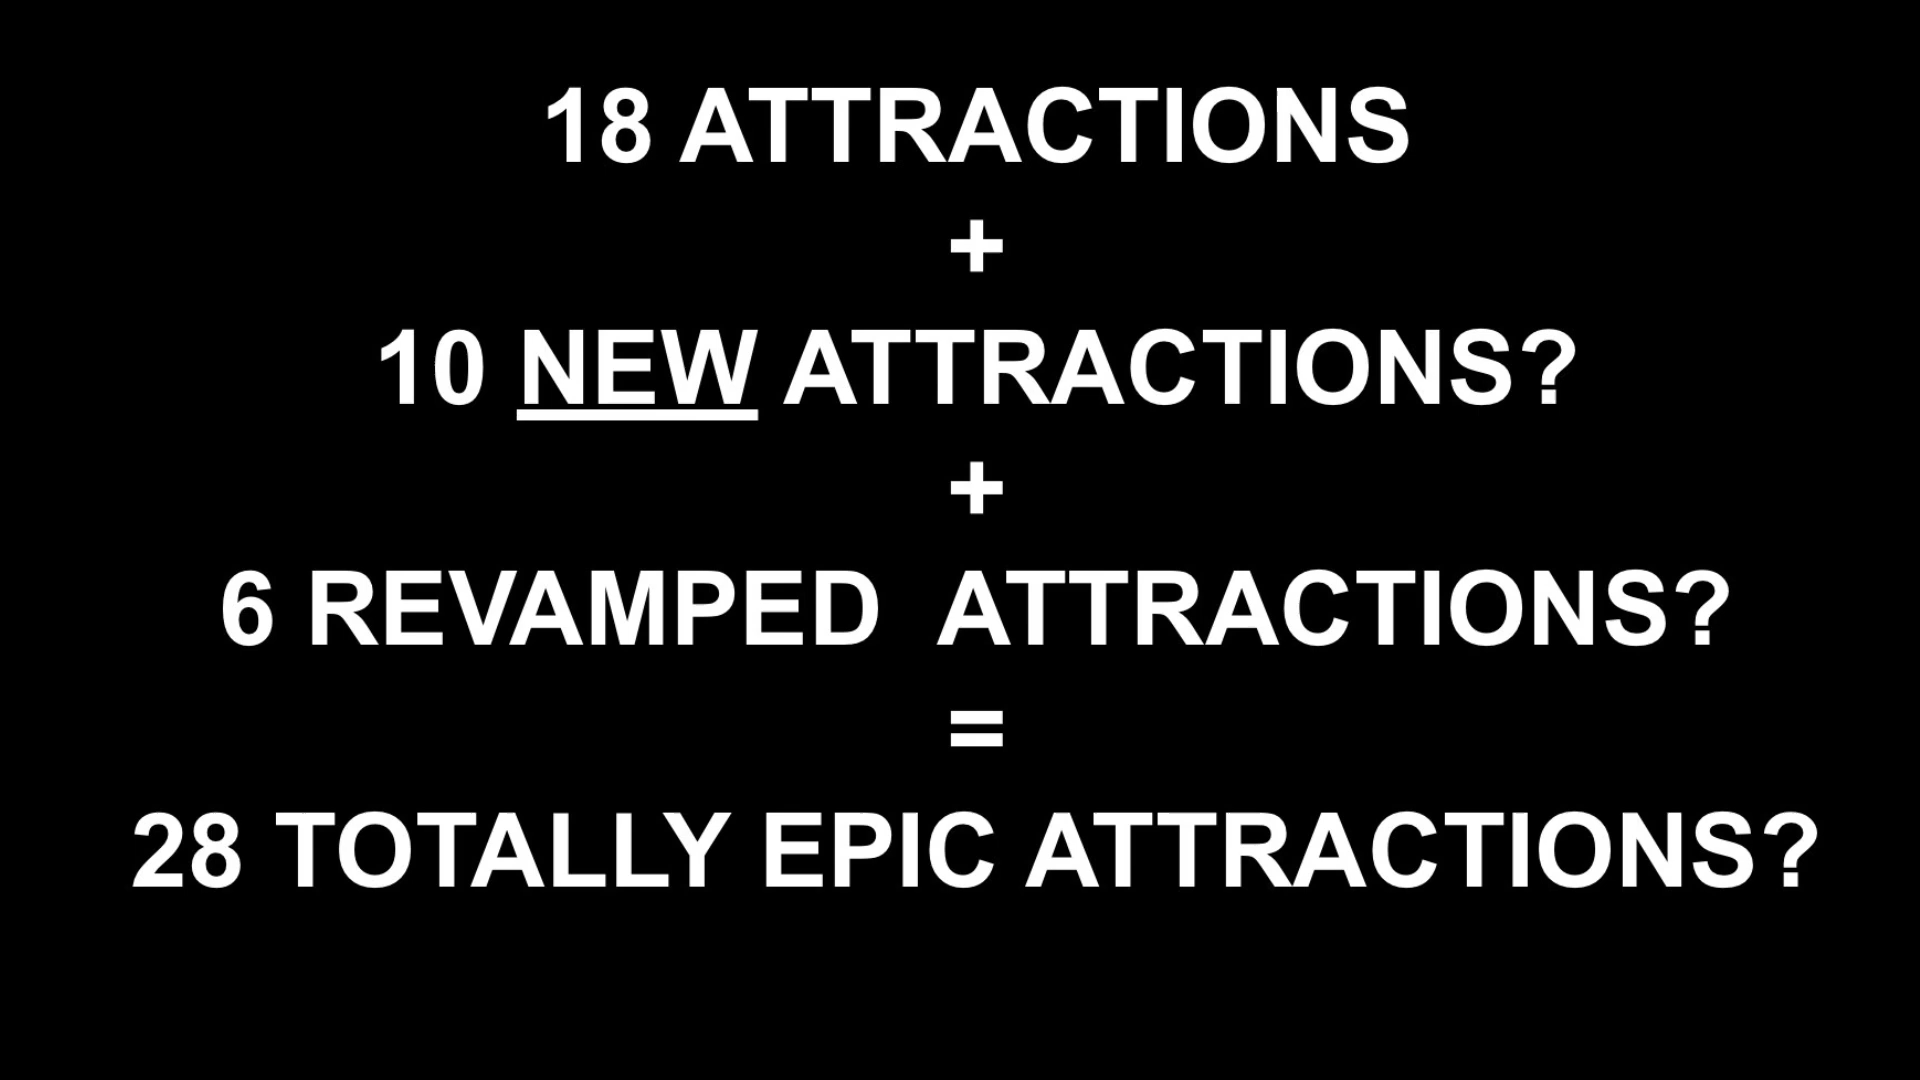 18 ATTRACTIONS
+
10 NEW ATTRACTIONS?
+
6 REVAMPED  ATTRACTIONS?
=
28 TOTALLY EPIC ATTRACTIONS?